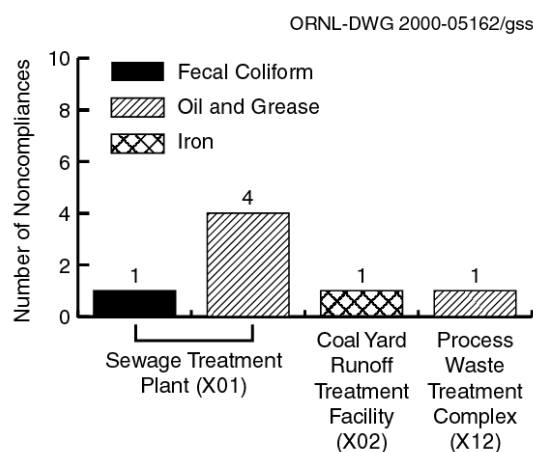 ORNL-DWG 2000-05162/gss
Number of Noncompliances
10
8
6
4
2
0
Fecal Coliform
Oil and Grease
Iron
1
4
1
1
Sewage Treatment
Plant (X01)
Coal Yard
Runoff
Treatment
Facility
(X02)
Process
Waste
Treatment
Complex
(X12)